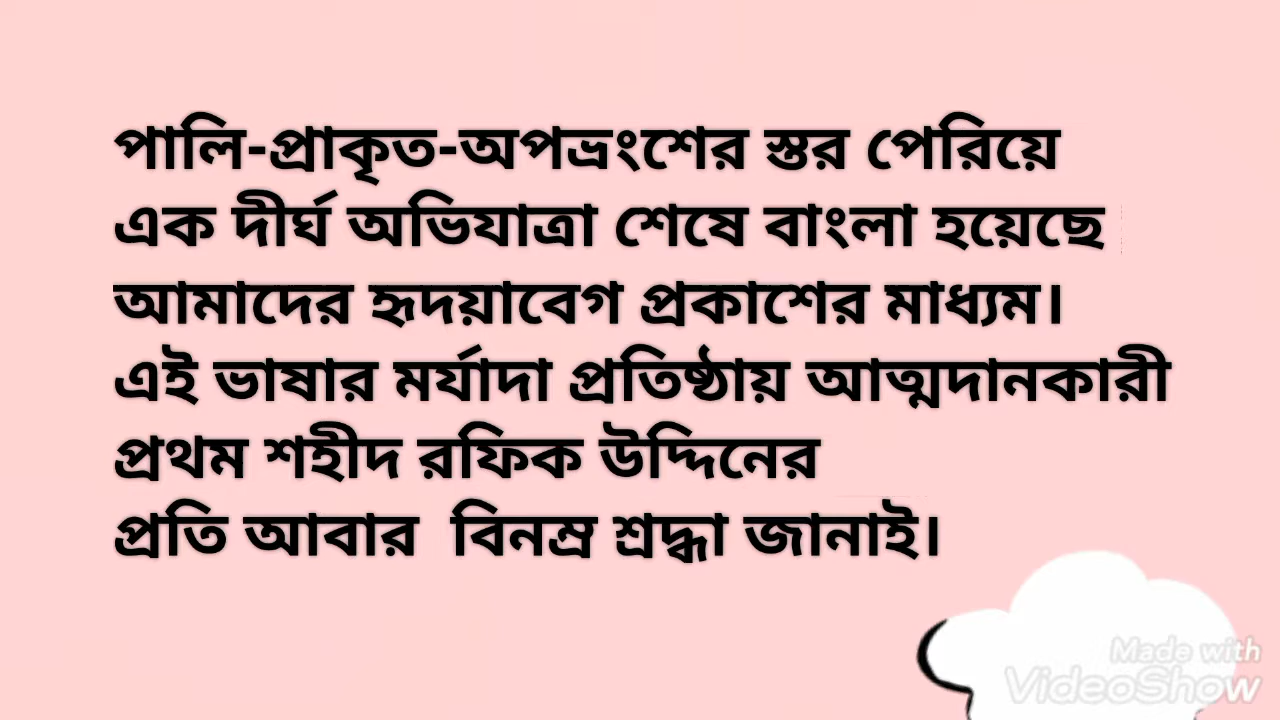 পালি-প্রাকৃত-অপভ্রংশের স্তর পেরিয়ে
এক দীর্ঘ অভিযাত্রা শেষে বাংলা হয়েছে
আমাদের হৃদয়াবেগ প্রকাশের মাধ্যম।
এই ভাষার মর্যাদা প্রতিষ্ঠায় আত্মদানকারী
প্রথম শহীদ রফিক উদ্দিনের
প্রতি আবার বিনম্র শ্রদ্ধা জানাই।
Made with
VideoShow